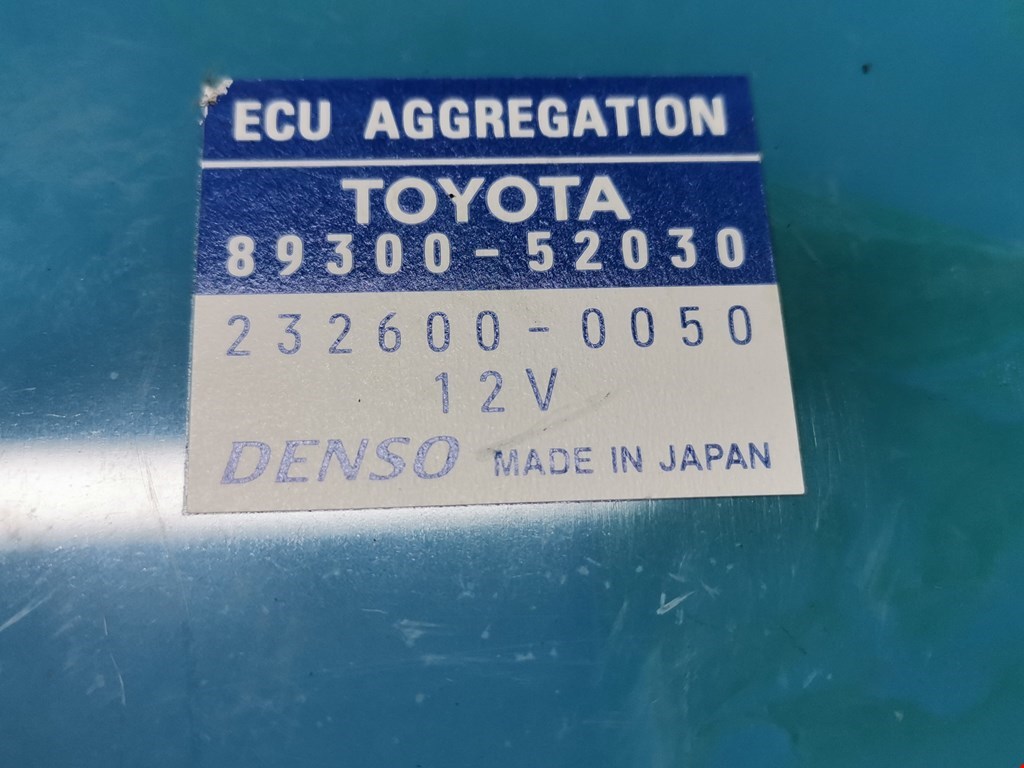 ECU AGGREGATION
TOYOTA
89300-52030
232600-0050
12V
DENSO MADE IN JAPAN